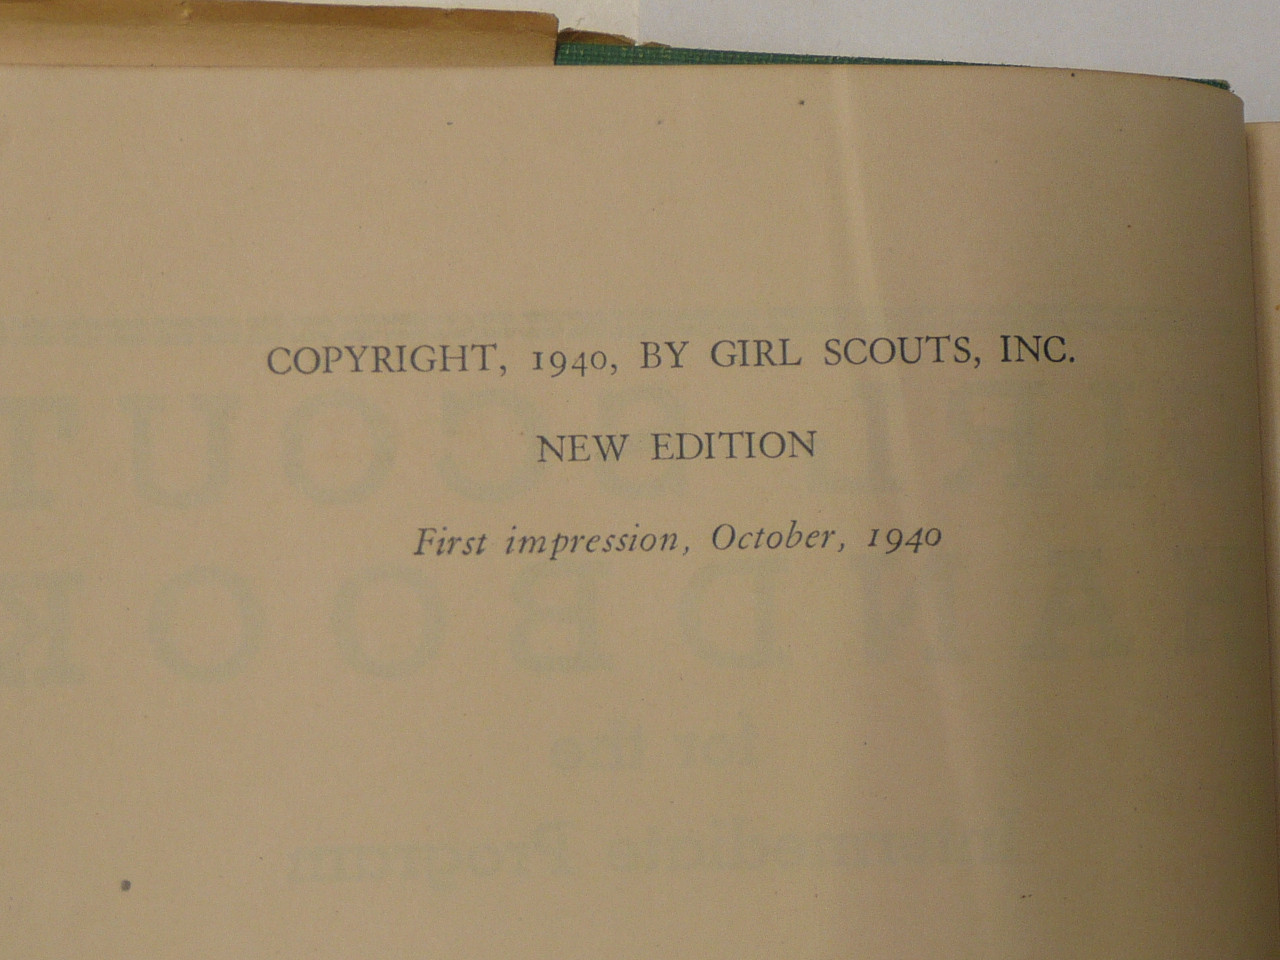 COPYRIGHT, 1940, BY GIRL SCOUTS, INC.
NEW EDITION
First impression, October, 1940